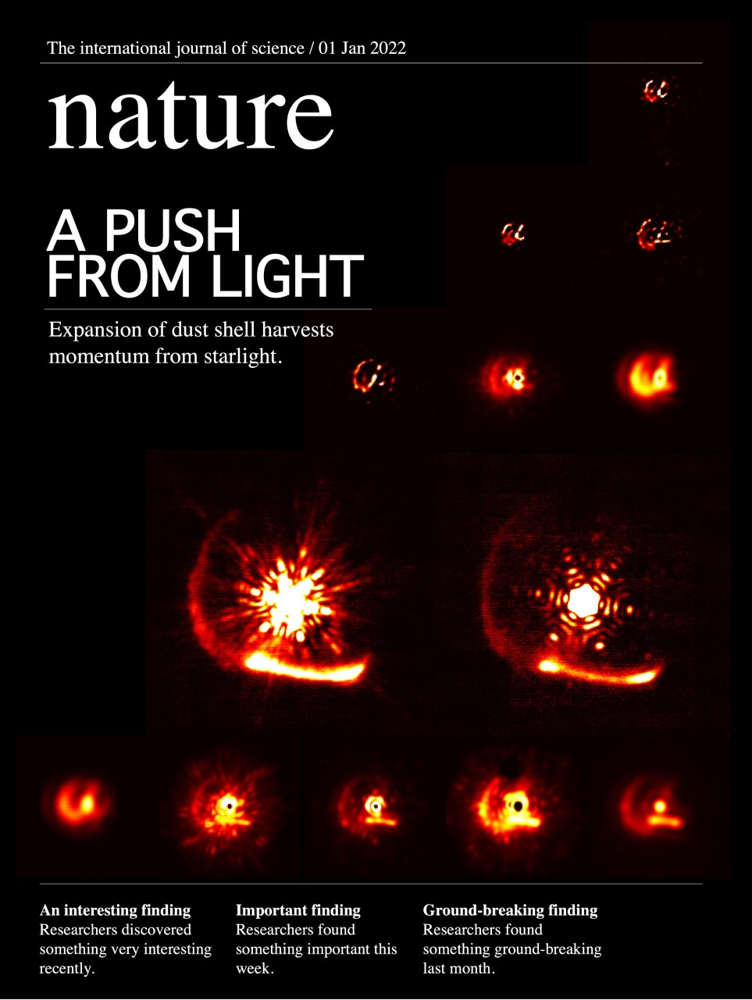 The international journal of science / 01 Jan 2022
nature
A PUSH
FROM LIGHT
Expansion of dust shell harvests
momentum from starlight.
An interesting finding
Researchers discovered
something very interesting
recently.
Important finding
Researchers found
something important this
week.
Ground-breaking finding
Researchers found
something ground-breaking
last month.